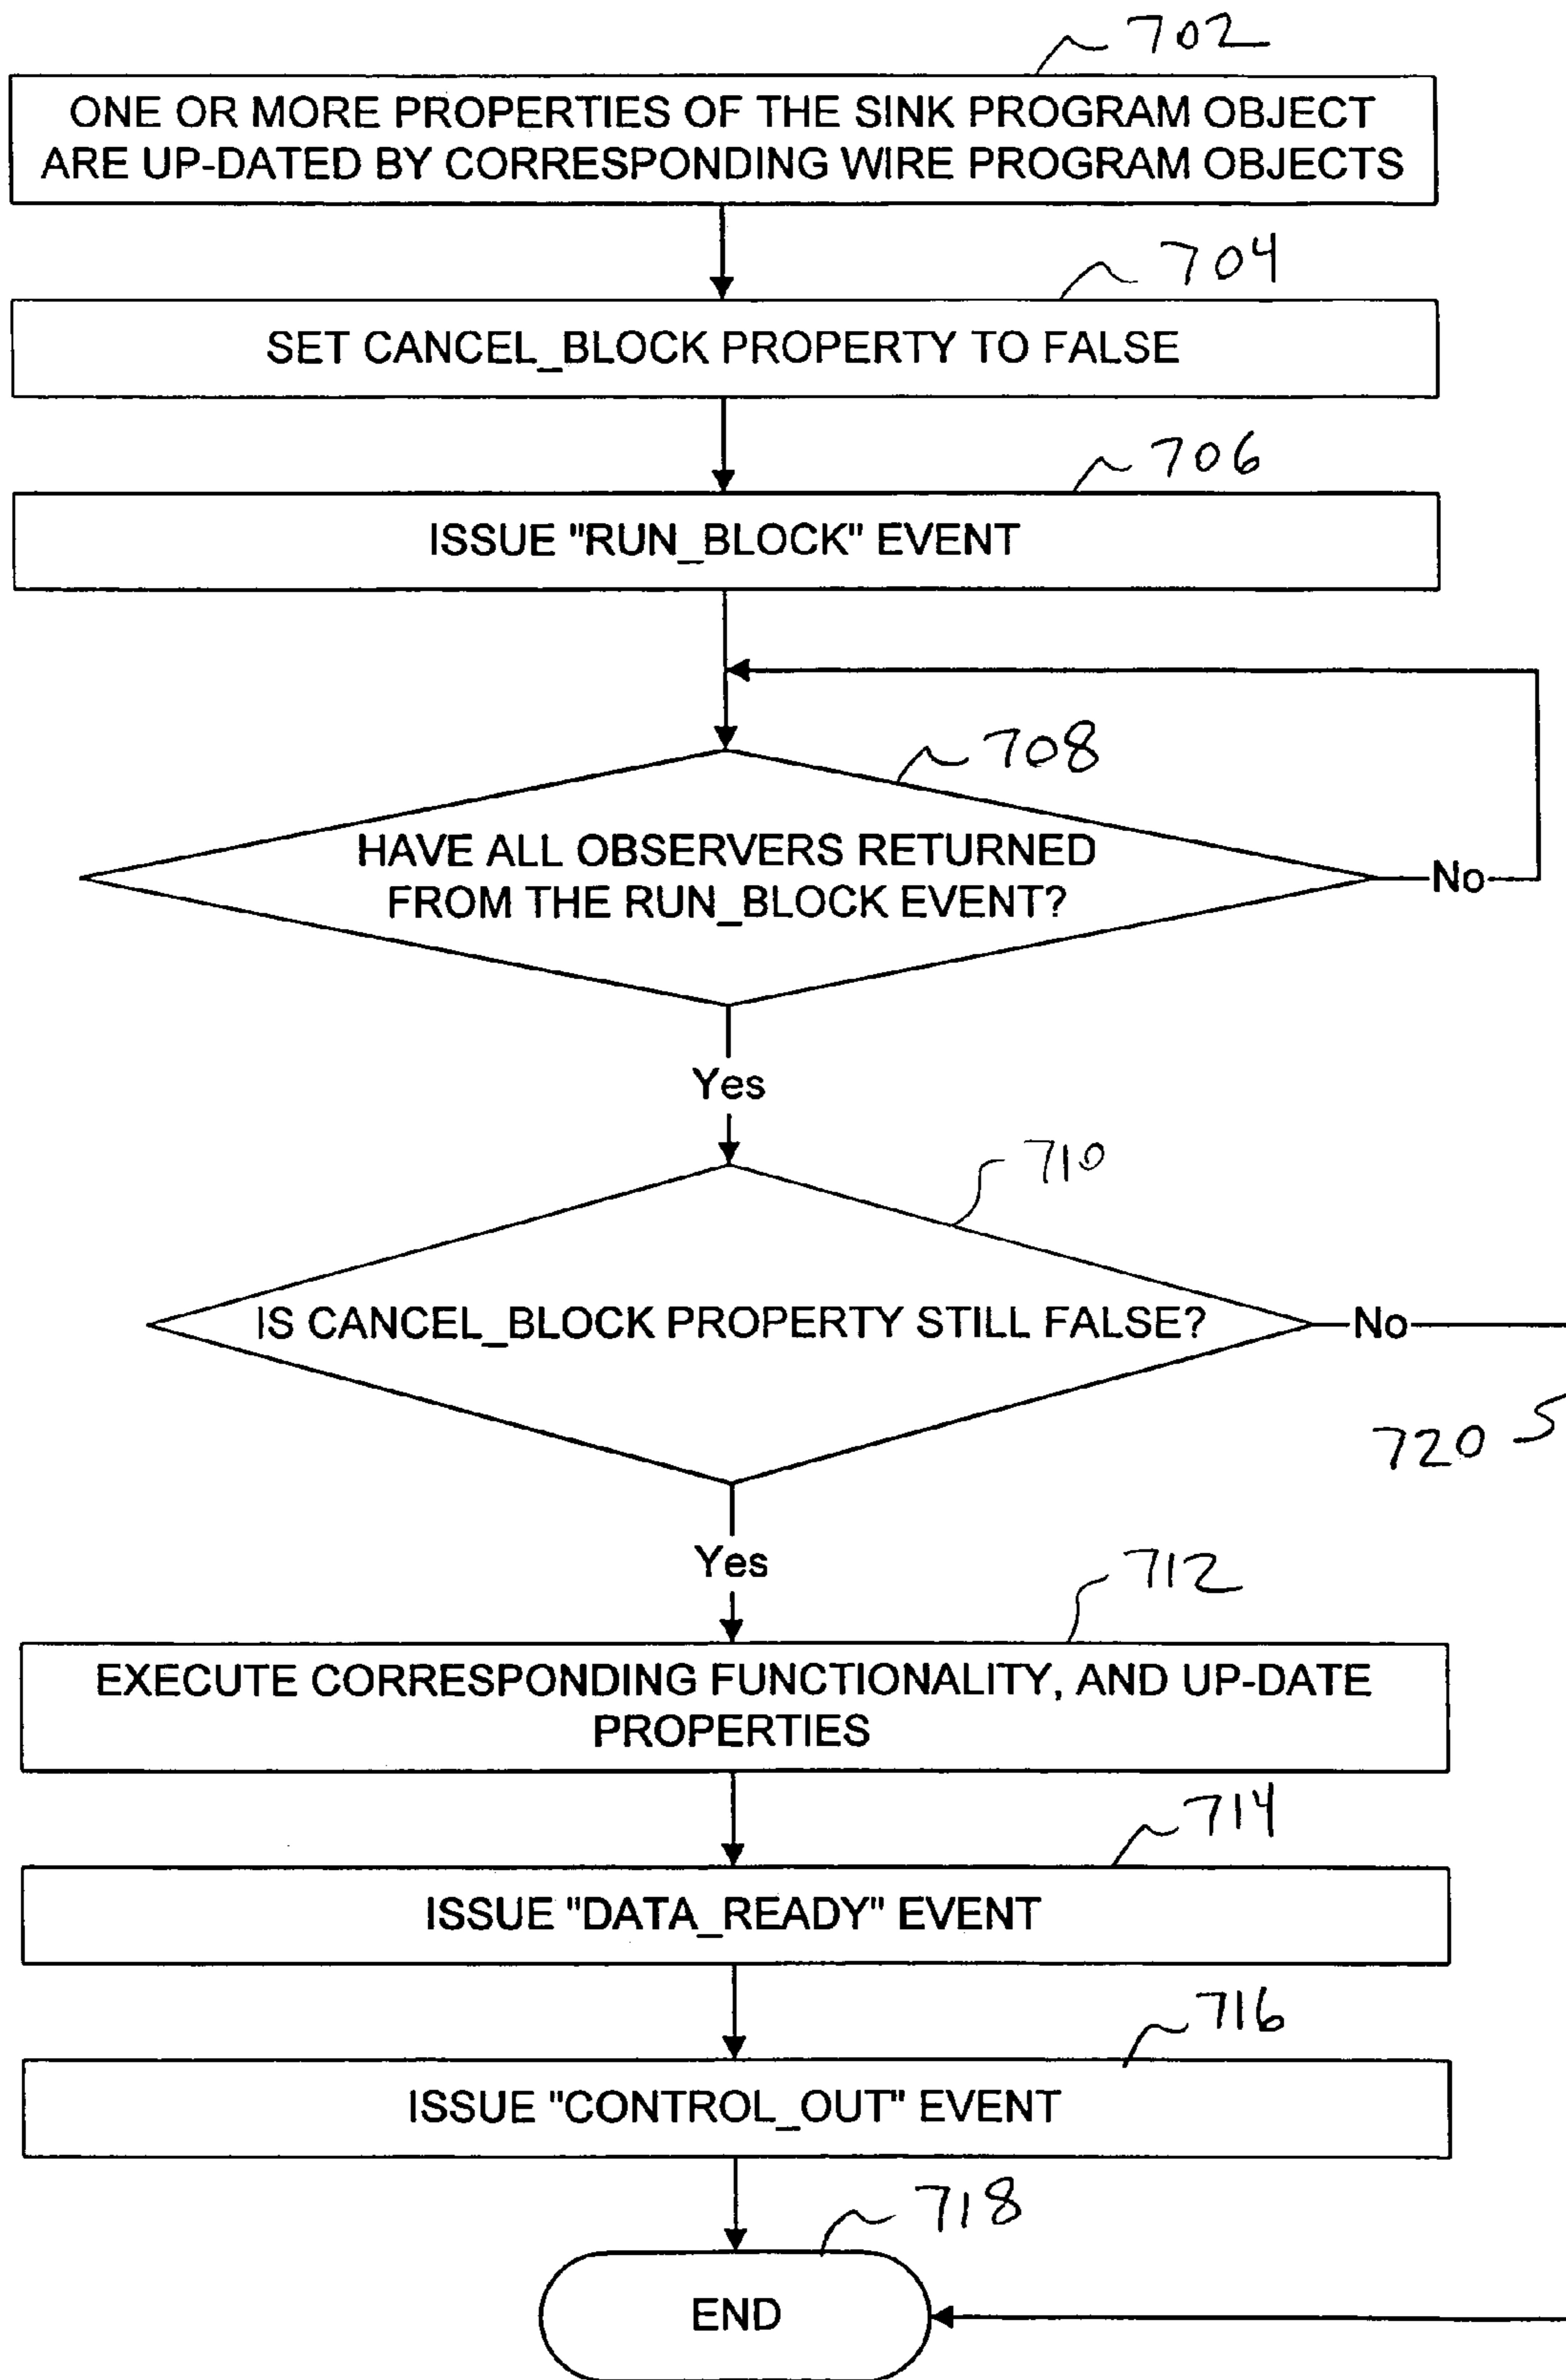 702
ONE OR MORE PROPERTIES OF THE SINK PROGRAM OBJECT
ARE UP-DATED BY CORRESPONDING WIRE PROGRAM OBJECTS
704
SET CANCEL_BLOCK PROPERTY TO FALSE
706
ISSUE "RUN_BLOCK" EVENT
708
HAVE ALL OBSERVERS RETURNED
FROM THE RUN_BLOCK EVENT?
No
Yes
710
IS CANCEL_BLOCK PROPERTY STILL FALSE?
No
720
Yes
712
EXECUTE CORRESPONDING FUNCTIONALITY, AND UP-DATE
PROPERTIES
714
ISSUE "DATA_READY" EVENT
716
ISSUE "CONTROL_OUT" EVENT
718
END